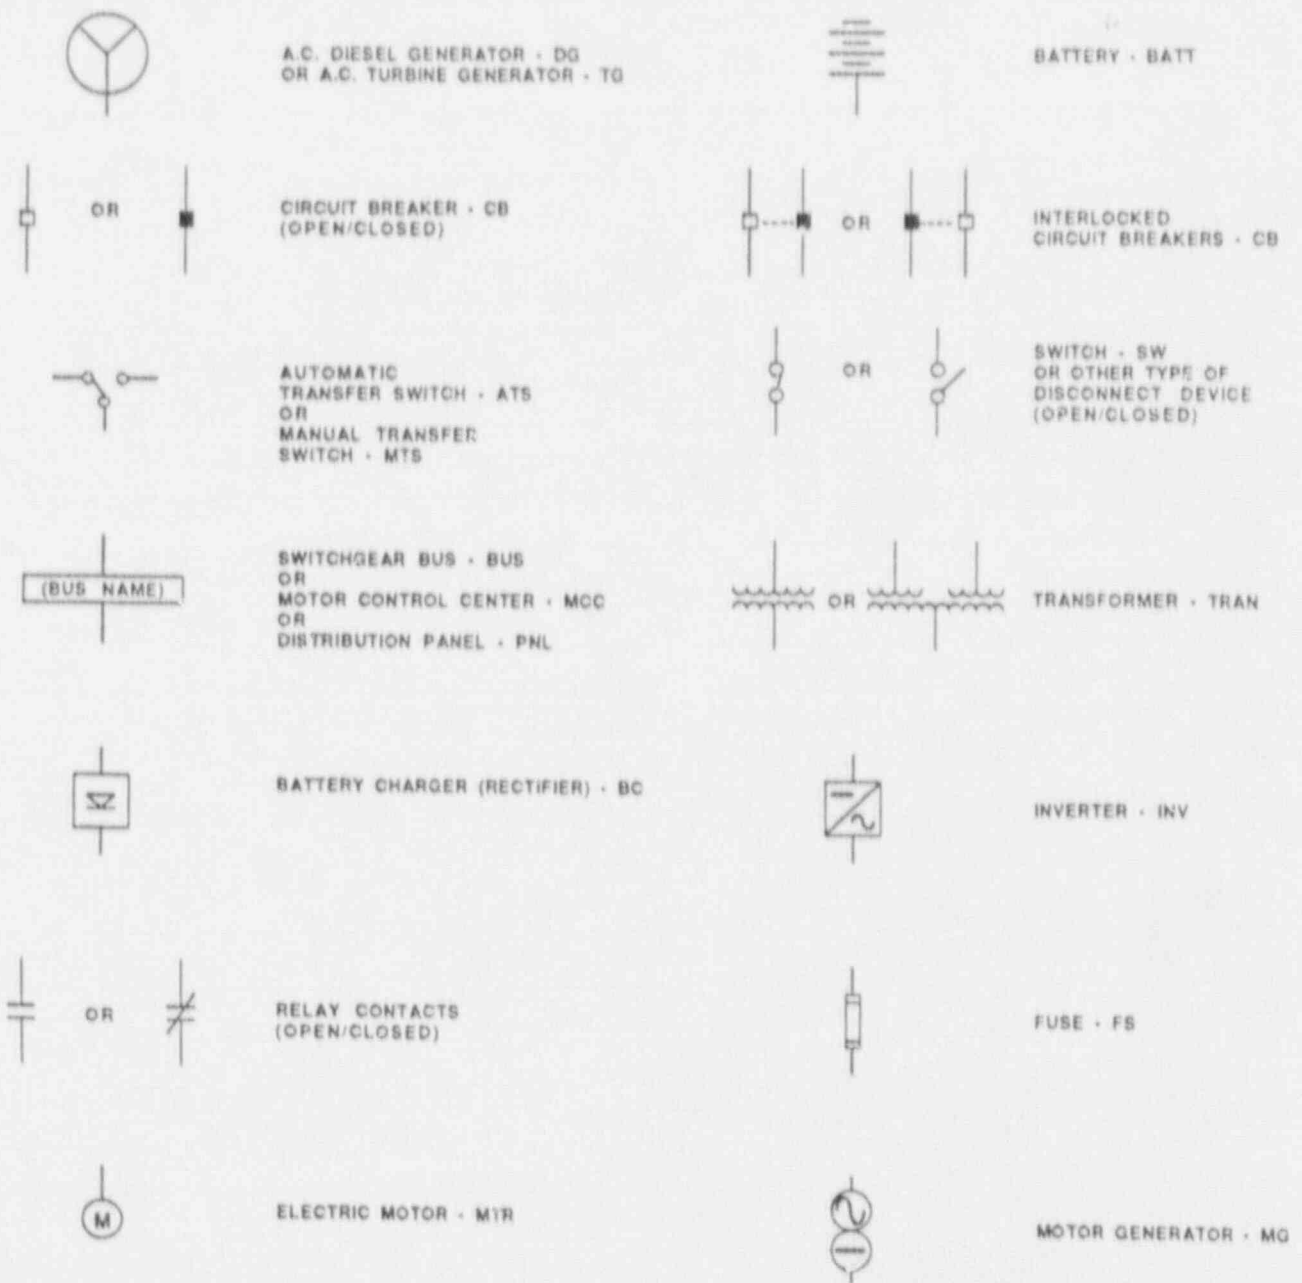 A.C. DIESEL GENERATOR - DG
OR A.C. TURBINE GENERATOR - TG
BATTERY - BATT
OR
CIRCUIT BREAKER - CB
(OPEN/CLOSED)
OR
INTERLOCKED
CIRCUIT BREAKERS - CB
AUTOMATIC
TRANSFER SWITCH - ATS
OR
MANUAL TRANSFER
SWITCH - MTS
OR
SWITCH - SW
OR OTHER TYPE OF
DISCONNECT DEVICE
(OPEN/CLOSED)
(BUS NAME)
SWITCHGEAR BUS - BUS
OR
MOTOR CONTROL CENTER - MCC
OR
DISTRIBUTION PANEL - PNL
OR
TRANSFORMER - TRAN
BATTERY CHARGER (RECTIFIER) - BC
INVERTER - INV
OR
RELAY CONTACTS
(OPEN/CLOSED)
FUSE - FS
M
ELECTRIC MOTOR - MTR
MOTOR GENERATOR - MG